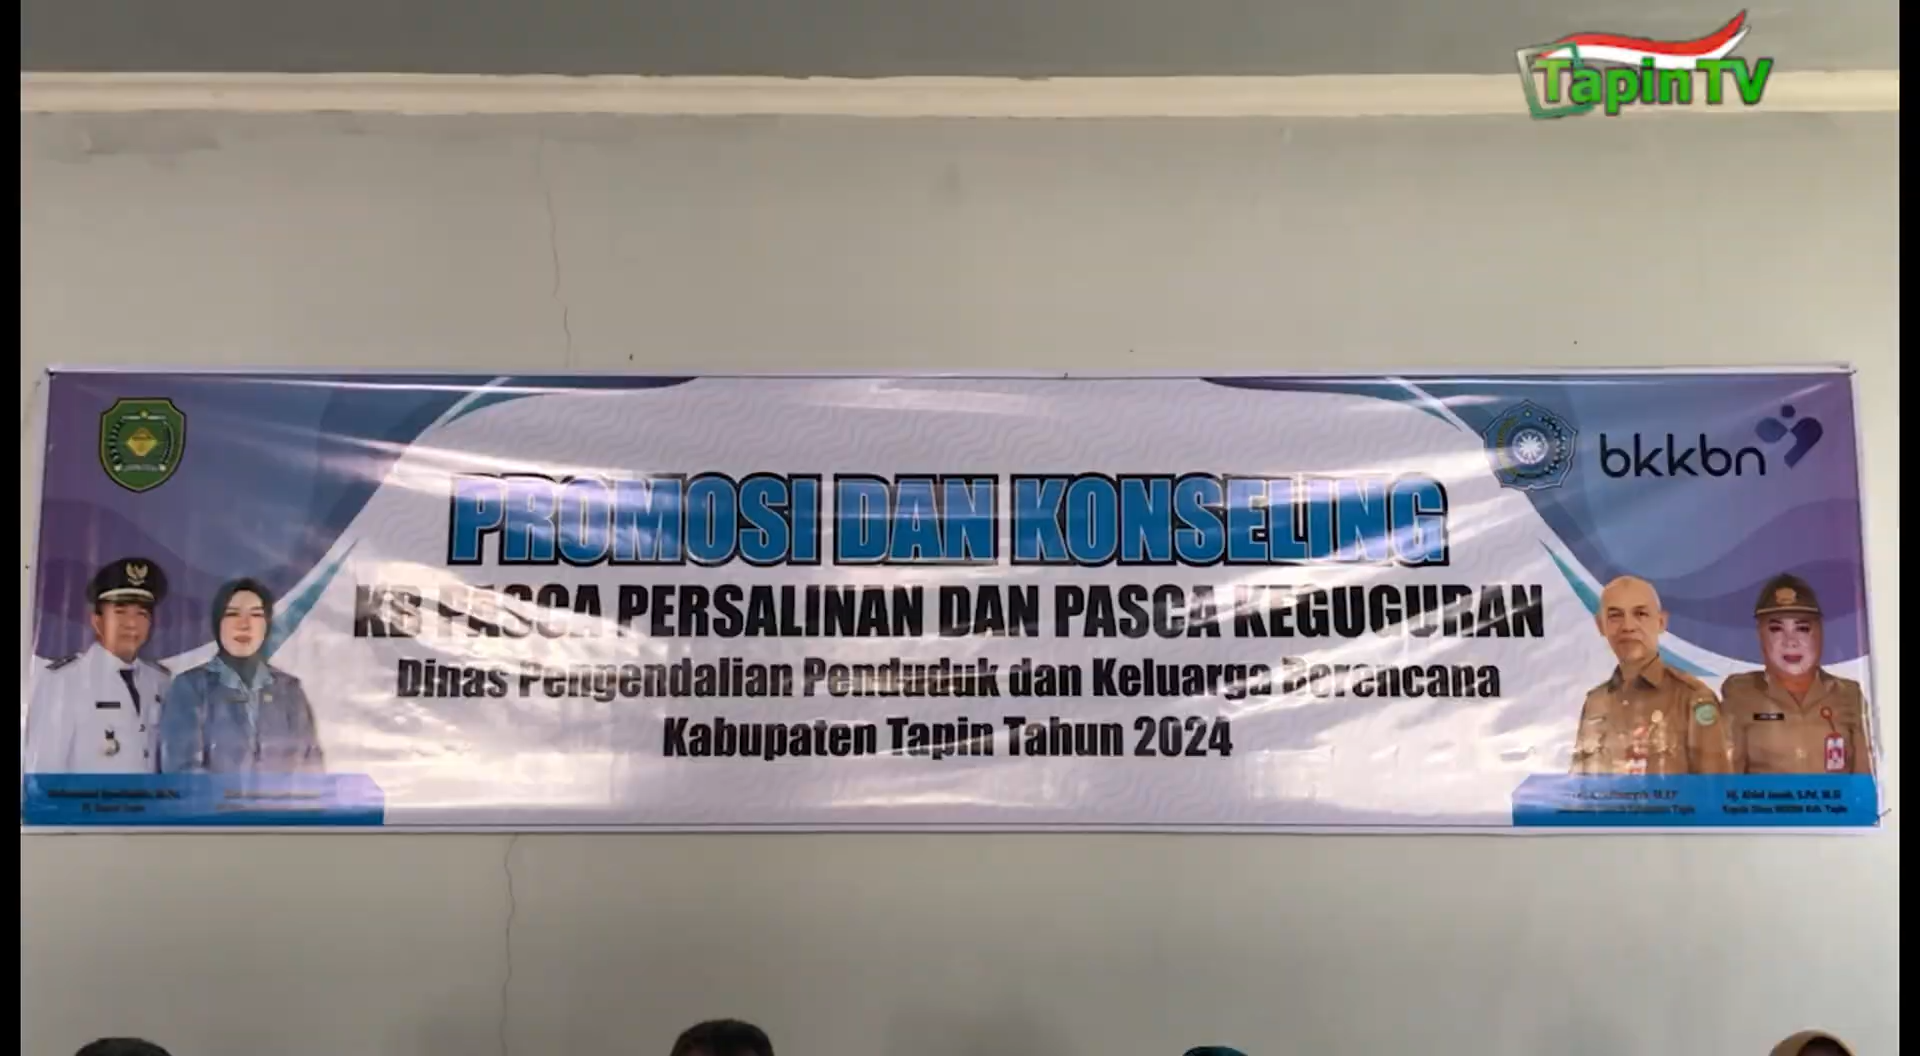 TapinTV
bkkbn
PROMOSI DAN KONSELING
KB PASCA PERSALINAN DAN PASCA KEGUGURAN
Dinas Pengendalian Penduduk dan Keluarga Berencana
Kabupaten Tapin Tahun 2024